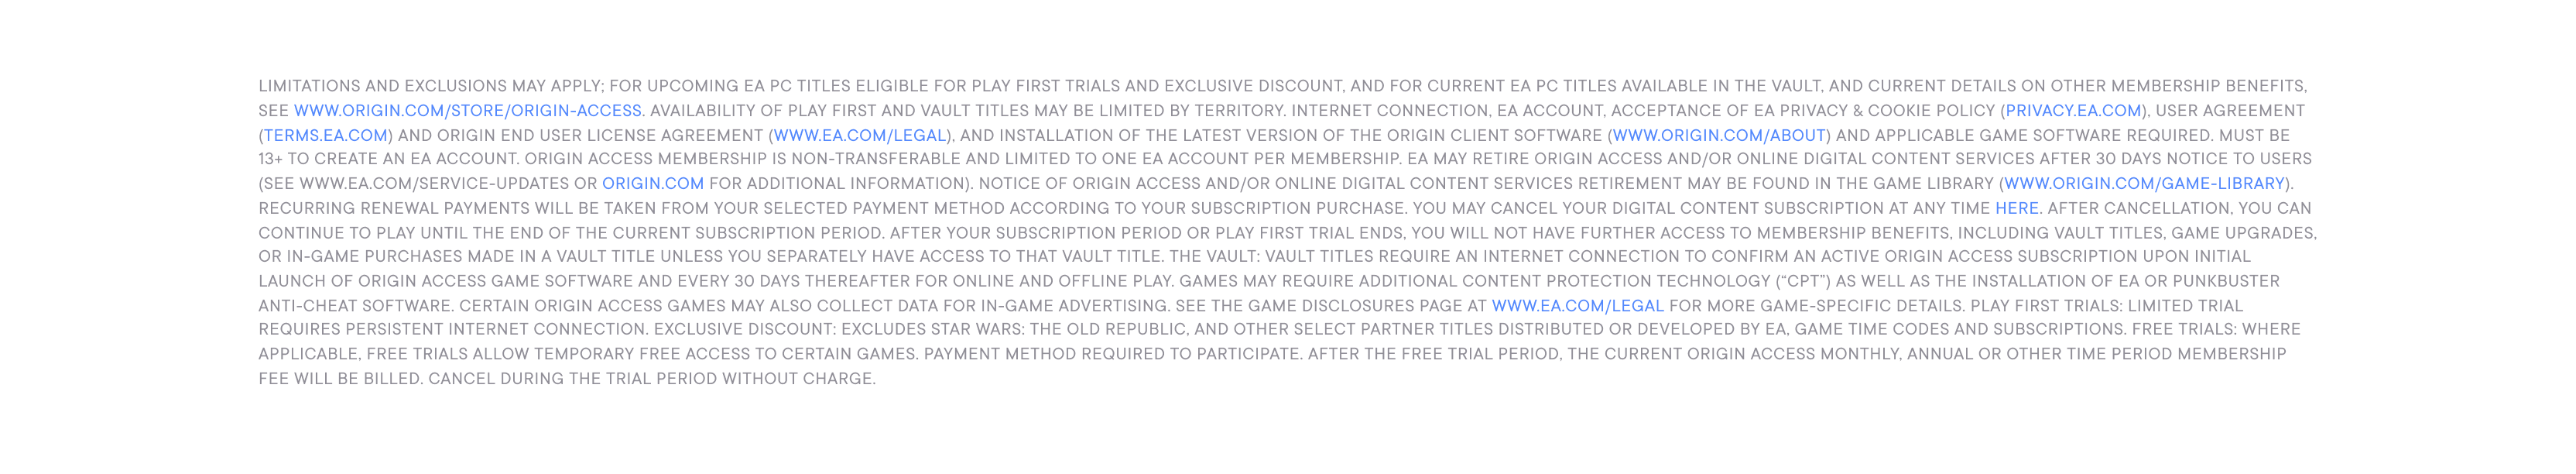 LIMITATIONS AND EXCLUSIONS MAY APPLY; FOR UPCOMING EA PC TITLES ELIGIBLE FOR PLAY FIRST TRIALS AND EXCLUSIVE DISCOUNT, AND FOR CURRENT EA PC TITLES AVAILABLE IN THE VAULT, AND CURRENT DETAILS ON OTHER MEMBERSHIP BENEFITS,
SEE WWW.ORIGIN.COM/STORE/ORIGIN-ACCESS. AVAILABILITY OF PLAY FIRST AND VAULT TITLES MAY BE LIMITED BY TERRITORY. INTERNET CONNECTION, EA ACCOUNT, ACCEPTANCE OF EA PRIVACY & COOKIE POLICY (PRIVACY.EA.COM), USER AGREEMENT
(TERMS.EA.COM) AND ORIGIN END USER LICENSE AGREEMENT (WWW.EA.COM/LEGAL), AND INSTALLATION OF THE LATEST VERSION OF THE ORIGIN CLIENT SOFTWARE (WWW.ORIGIN.COM/ABOUT) AND APPLICABLE GAME SOFTWARE REQUIRED. MUST BE
13+ TO CREATE AN EA ACCOUNT. ORIGIN ACCESS MEMBERSHIP IS NON-TRANSFERABLE AND LIMITED TO ONE EA ACCOUNT PER MEMBERSHIP. EA MAY RETIRE ORIGIN ACCESS AND/OR ONLINE DIGITAL CONTENT SERVICES AFTER 30 DAYS NOTICE TO USERS
(SEE WWW.EA.COM/SERVICE-UPDATES OR ORIGIN.COM FOR ADDITIONAL INFORMATION). NOTICE OF ORIGIN ACCESS AND/OR ONLINE DIGITAL CONTENT SERVICES RETIREMENT MAY BE FOUND IN THE GAME LIBRARY (WWW.ORIGIN.COM/GAME-LIBRARY).
RECURRING RENEWAL PAYMENTS WILL BE TAKEN FROM YOUR SELECTED PAYMENT METHOD ACCORDING TO YOUR SUBSCRIPTION PURCHASE. YOU MAY CANCEL YOUR DIGITAL CONTENT SUBSCRIPTION AT ANY TIME HERE. AFTER CANCELLATION, YOU CAN
CONTINUE TO PLAY UNTIL THE END OF THE CURRENT SUBSCRIPTION PERIOD. AFTER YOUR SUBSCRIPTION PERIOD OR PLAY FIRST TRIAL ENDS, YOU WILL NOT HAVE FURTHER ACCESS TO MEMBERSHIP BENEFITS, INCLUDING VAULT TITLES, GAME UPGRADES,
OR IN-GAME PURCHASES MADE IN A VAULT TITLE UNLESS YOU SEPARATELY HAVE ACCESS TO THAT VAULT TITLE. THE VAULT: VAULT TITLES REQUIRE AN INTERNET CONNECTION TO CONFIRM AN ACTIVE ORIGIN ACCESS SUBSCRIPTION UPON INITIAL
LAUNCH OF ORIGIN ACCESS GAME SOFTWARE AND EVERY 30 DAYS THEREAFTER FOR ONLINE AND OFFLINE PLAY. GAMES MAY REQUIRE ADDITIONAL CONTENT PROTECTION TECHNOLOGY (“CPT”) AS WELL AS THE INSTALLATION OF EA OR PUNKBUSTER
ANTI-CHEAT SOFTWARE. CERTAIN ORIGIN ACCESS GAMES MAY ALSO COLLECT DATA FOR IN-GAME ADVERTISING. SEE THE GAME DISCLOSURES PAGE AT WWW.EA.COM/LEGAL FOR MORE GAME-SPECIFIC DETAILS. PLAY FIRST TRIALS: LIMITED TRIAL
REQUIRES PERSISTENT INTERNET CONNECTION. EXCLUSIVE DISCOUNT: EXCLUDES STAR WARS: THE OLD REPUBLIC, AND OTHER SELECT PARTNER TITLES DISTRIBUTED OR DEVELOPED BY EA, GAME TIME CODES AND SUBSCRIPTIONS. FREE TRIALS: WHERE
APPLICABLE, FREE TRIALS ALLOW TEMPORARY FREE ACCESS TO CERTAIN GAMES. PAYMENT METHOD REQUIRED TO PARTICIPATE. AFTER THE FREE TRIAL PERIOD, THE CURRENT ORIGIN ACCESS MONTHLY, ANNUAL OR OTHER TIME PERIOD MEMBERSHIP
FEE WILL BE BILLED. CANCEL DURING THE TRIAL PERIOD WITHOUT CHARGE.